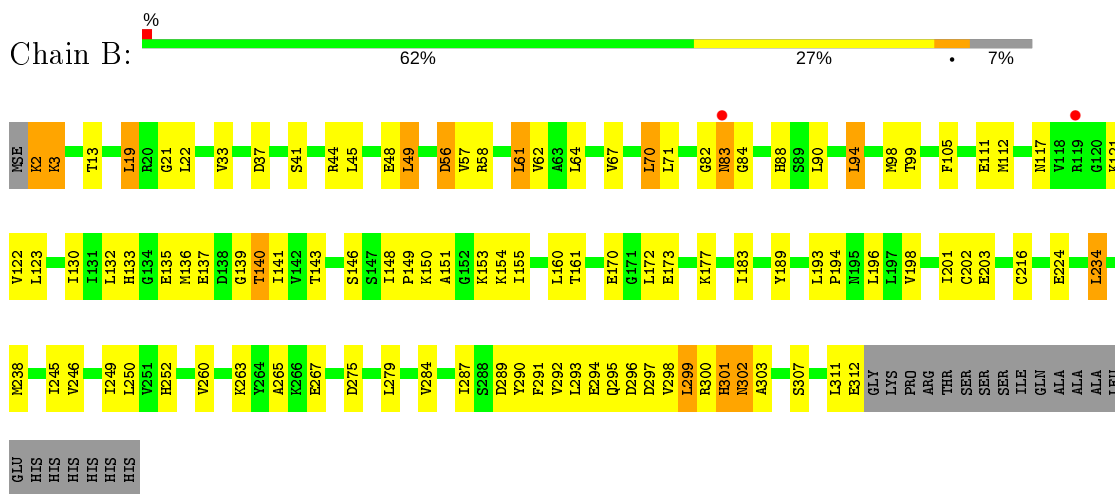 %
Chain B:
62% 27% • 7%
MSE K2 K3 T13 L19 R20 G21 L22 V33 D37 S41 R44 L45 E48 L49 D56 V57 R58 L61 V62 A63 L64 V67 L70 L71 G82 N83 G84 H88 S89 L90 L94 M98 T99 F105 E111 M112 N117 V118 R119 G120 K121
V122 L123 I130 I131 L132 H133 G134 E135 M136 E137 D138 G139 T140 I141 V142 T143 S146 S147 I148 P149 K150 A151 G152 K153 K154 I155 L160 T161 E170 G171 L172 E173 K177 I183 Y189 L193 P194 N195 L196 L197 V198 I201 C202 E203 C216 E224 L234
M238 I245 V246 I249 L250 V251 H252 V260 K263 Y264 A265 K266 E267 D275 L279 V284 I287 S288 D289 Y290 F291 V292 L293 E294 Q295 D296 D297 V298 L299 R300 H301 N302 A303 S307 L311 E312 GLY LYS PRO ARG THR SER SER SER ILE GLN ALA ALA ALA LEU
GLU HIS HIS HIS HIS HIS HIS